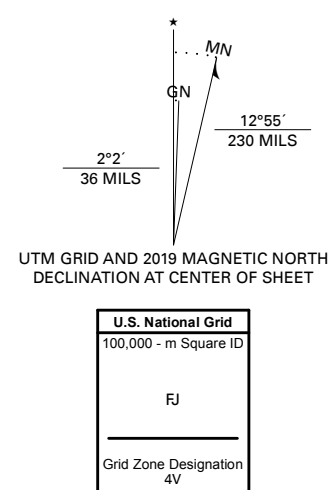 ★
MN
GN
12°55´
230 MILS
2°2´
36 MILS
UTM GRID AND 2019 MAGNETIC NORTH
DECLINATION AT CENTER OF SHEET
U.S. National Grid
100,000 - m Square ID
FJ
Grid Zone Designation
4V